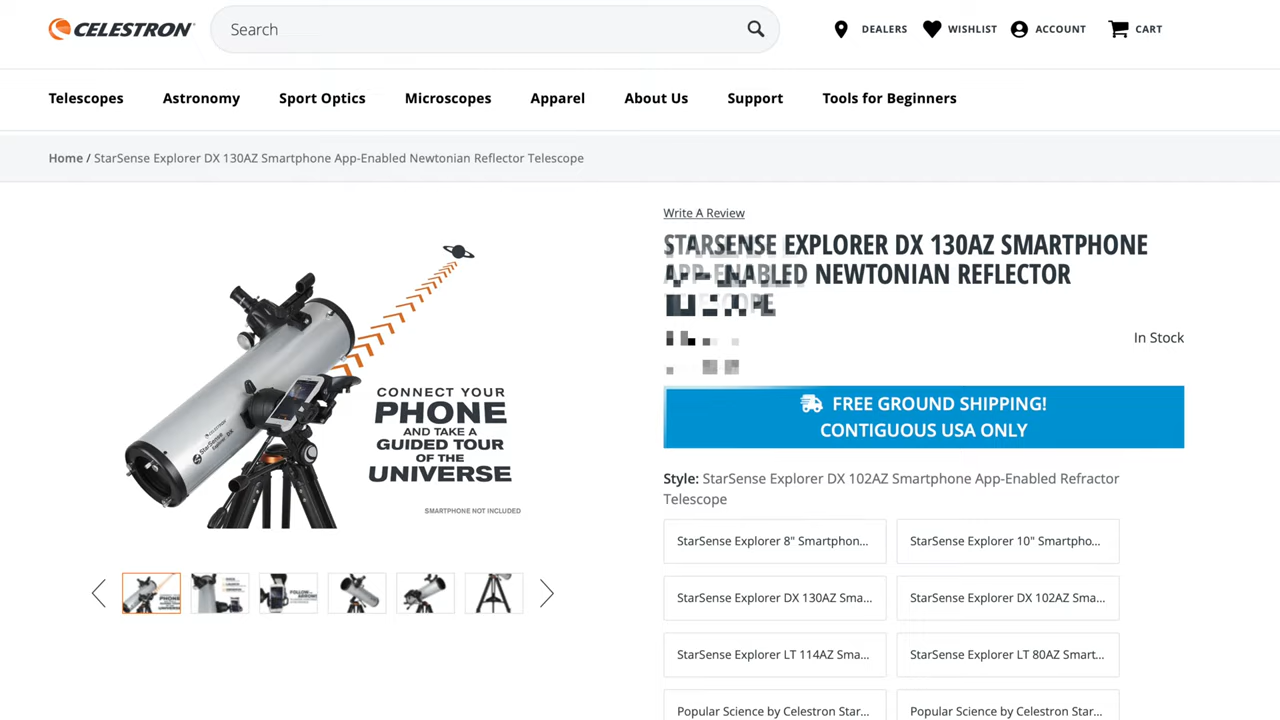 CELESTRON
Search
DEALERS
WISHLIST
ACCOUNT
CART
Telescopes
Astronomy
Sport Optics
Microscopes
Apparel
About Us
Support
Tools for Beginners
Home / StarSense Explorer DX 130AZ Smartphone App-Enabled Newtonian Reflector Telescope
Write A Review
STARSENSE EXPLORER DX 130AZ SMARTPHONE
APP-ENABLED NEWTONIAN REFLECTOR
In Stock
FREE GROUND SHIPPING!
CONTIGUOUS USA ONLY
CONNECT YOUR
PHONE
AND TAKE A
GUIDED TOUR
OF THE
UNIVERSE
SMARTPHONE NOT INCLUDED
Style: StarSense Explorer DX 102AZ Smartphone App-Enabled Refractor
Telescope
StarSense Explorer 8" Smartphon...
StarSense Explorer 10" Smartpho...
StarSense Explorer DX 130AZ Sma...
StarSense Explorer DX 102AZ Sma...
StarSense Explorer LT 114AZ Sma...
StarSense Explorer LT 80AZ Smart...
Popular Science by Celestron Star...
Popular Science by Celestron Star...